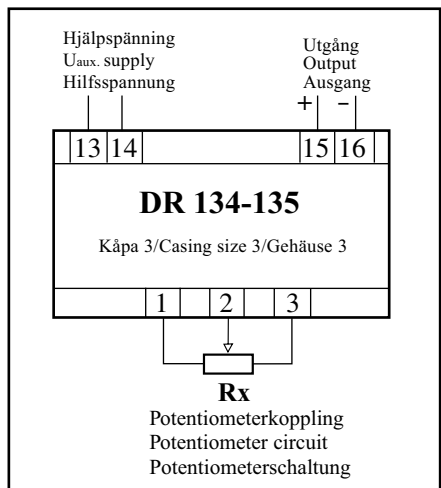 Hjälpspänning
Uaux. supply
Hilfsspannung
Utgång
Output
Ausgang
+ −
13 14 15 16
DR 134-135
Kåpa 3/Casing size 3/Gehäuse 3
1 2 3
Rx
Potentiometerkoppling
Potentiometer circuit
Potentiometerschaltung